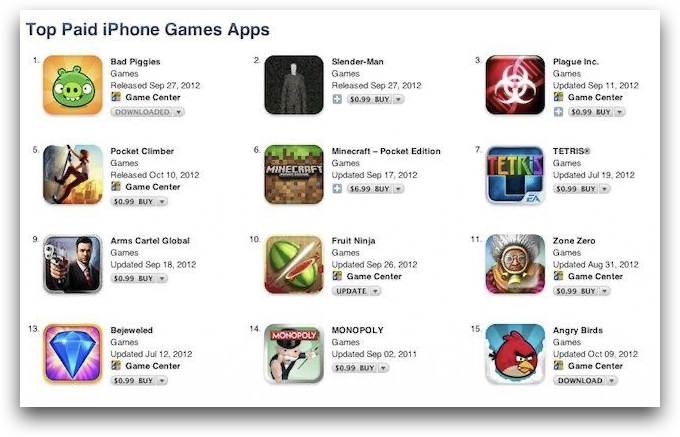 Top Paid iPhone Games Apps
1. Bad Piggies
Games
Released Sep 27, 2012
Game Center
DOWNLOADED
2. Slender-Man
Games
Released Sep 27, 2012
$0.99 BUY
3. Plague Inc.
Games
Updated Sep 11, 2012
Game Center
$0.99 BUY
5. Pocket Climber
Games
Released Oct 10, 2012
Game Center
$0.99 BUY
6. Minecraft – Pocket Edition
MINECRAFT
Games
Updated Sep 17, 2012
$6.99 BUY
7. TETRIS®
TETRIS
EA
Games
Updated Jul 19, 2012
$0.99 BUY
9. Arms Cartel Global
Games
Updated Sep 18, 2012
$0.99 BUY
10. Fruit Ninja
Games
Updated Sep 26, 2012
Game Center
UPDATE
11. Zone Zero
Games
Updated Aug 31, 2012
Game Center
$0.99 BUY
13. Bejeweled
Games
Updated Jul 12, 2012
Game Center
$0.99 BUY
14. MONOPOLY
MONOPOLY
Games
Updated Sep 02, 2011
$0.99 BUY
15. Angry Birds
Games
Updated Oct 09, 2012
Game Center
DOWNLOAD